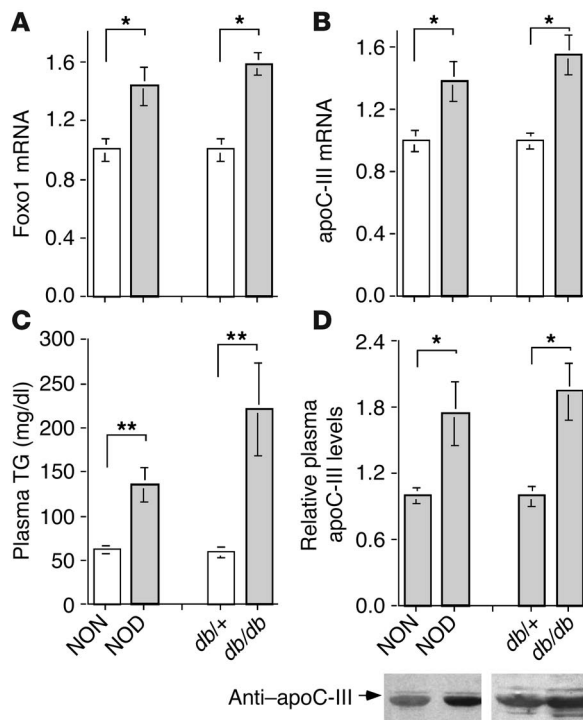 A
* *
Foxo1 mRNA
1.6
1.2
0.8
0.4
0.0
B
* *
apoC-III mRNA
1.6
1.2
0.8
0.4
0.0
C
** **
Plasma TG (mg/dl)
300
250
200
150
100
50
0
NON NOD db/+ db/db
D
* *
Relative plasma
apoC-III levels
2.4
1.8
1.2
0.6
0.0
NON NOD db/+ db/db
Anti–apoC-III